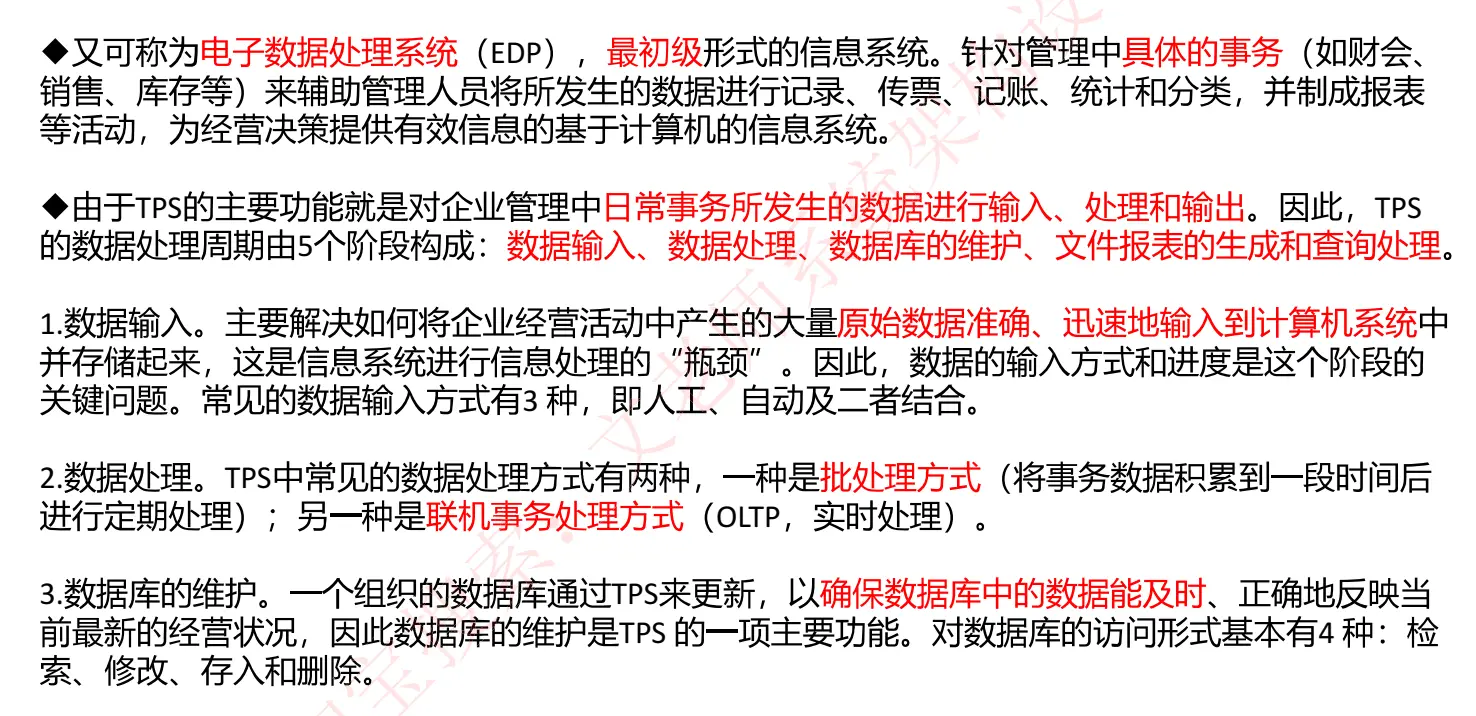 ◆又可称为电子数据处理系统（EDP），最初级形式的信息系统。针对管理中具体的事务（如财会、
销售、库存等）来辅助管理人员将所发生的数据进行记录、传票、记账、统计和分类，并制成报表
等活动，为经营决策提供有效信息的基于计算机的信息系统。
◆由于TPS的主要功能就是对企业管理中日常事务所发生的数据进行输入、处理和输出。因此，TPS
的数据处理周期由5个阶段构成：数据输入、数据处理、数据库的维护、文件报表的生成和查询处理。
1.数据输入。主要解决如何将企业经营活动中产生的大量原始数据准确、迅速地输入到计算机系统中
并存储起来，这是信息系统进行信息处理的“瓶颈”。因此，数据的输入方式和进度是这个阶段的
关键问题。常见的数据输入方式有3 种，即人工、自动及二者结合。
2.数据处理。TPS中常见的数据处理方式有两种，一种是批处理方式（将事务数据积累到一段时间后
进行定期处理）；另一种是联机事务处理方式（OLTP，实时处理）。
3.数据库的维护。一个组织的数据库通过TPS来更新，以确保数据库中的数据能及时、正确地反映当
前最新的经营状况，因此数据库的维护是TPS 的一项主要功能。对数据库的访问形式基本有4 种：检
索、修改、存入和删除。
宝搜索：文老师系统架构设